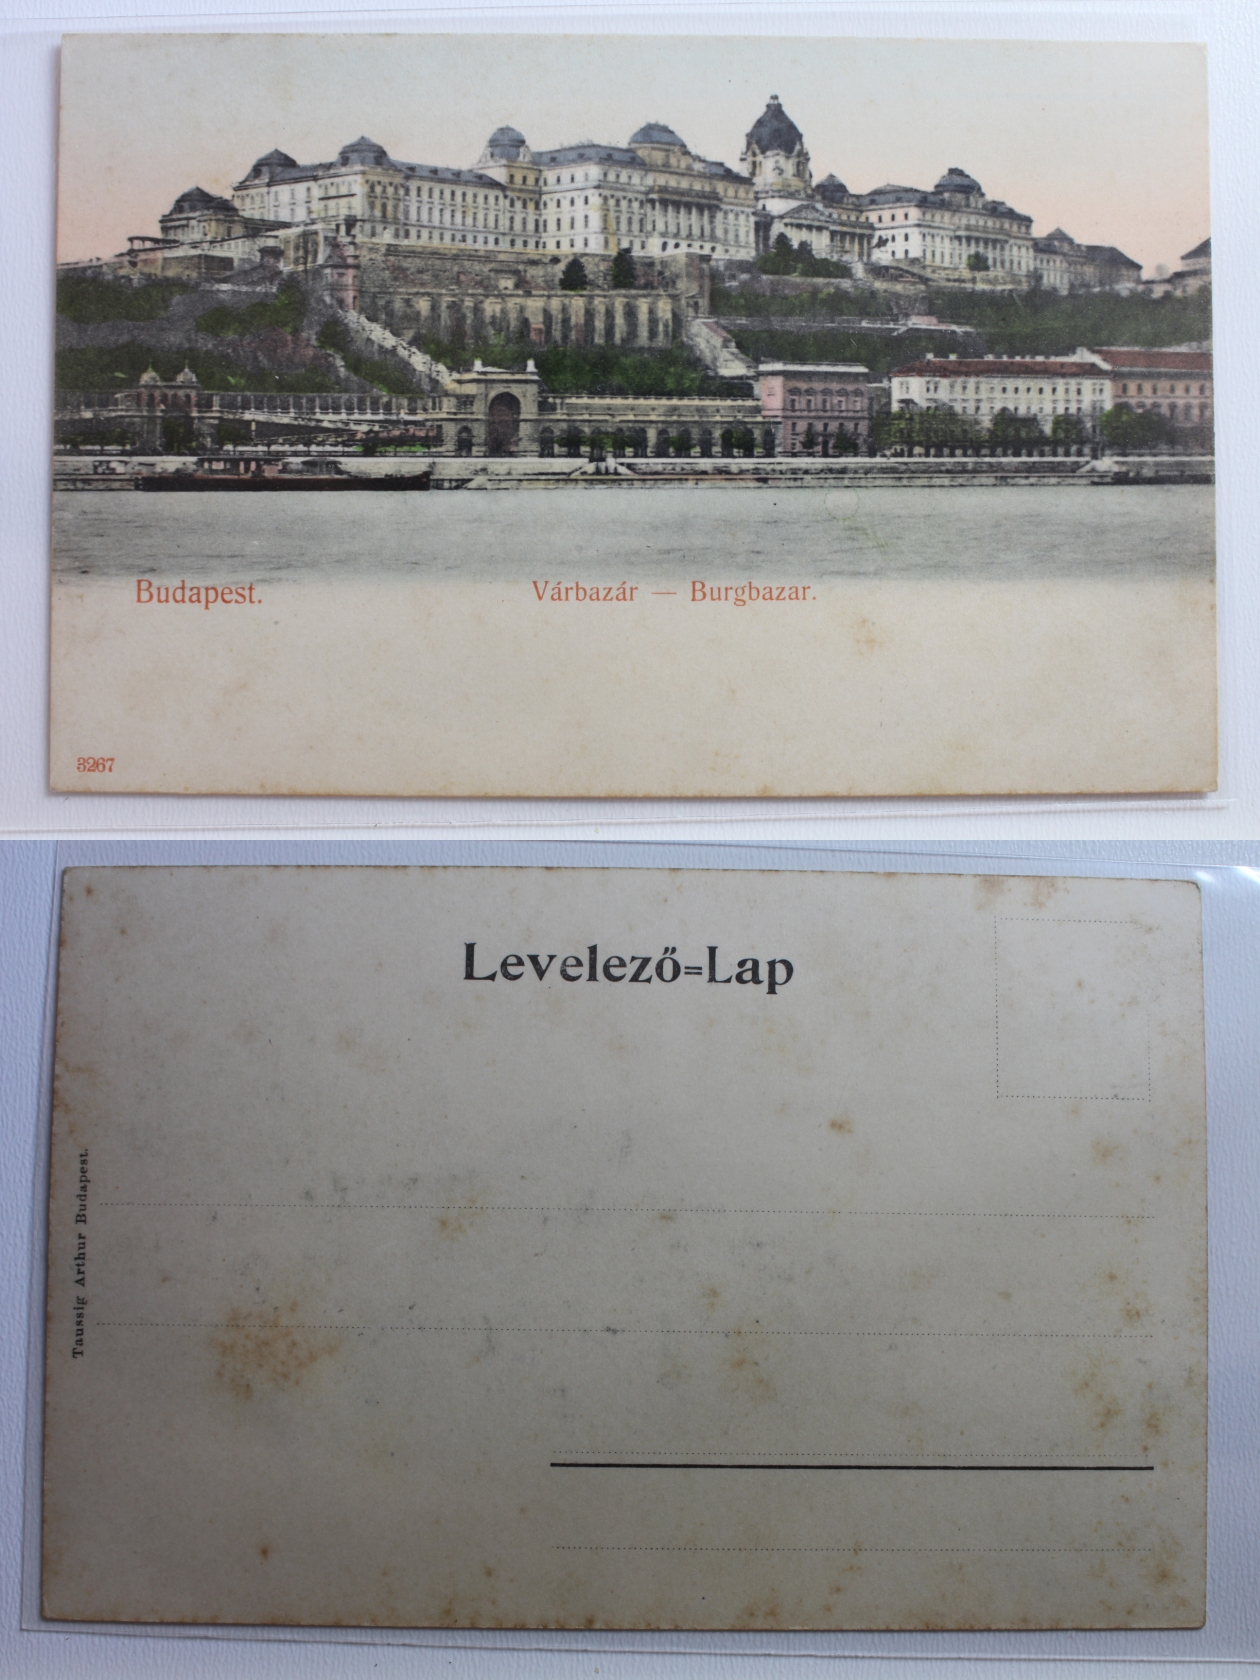 Budapest.
Várbazár — Burgbazar.
3267
Levelező=Lap
Taussig Arthur Budapest.